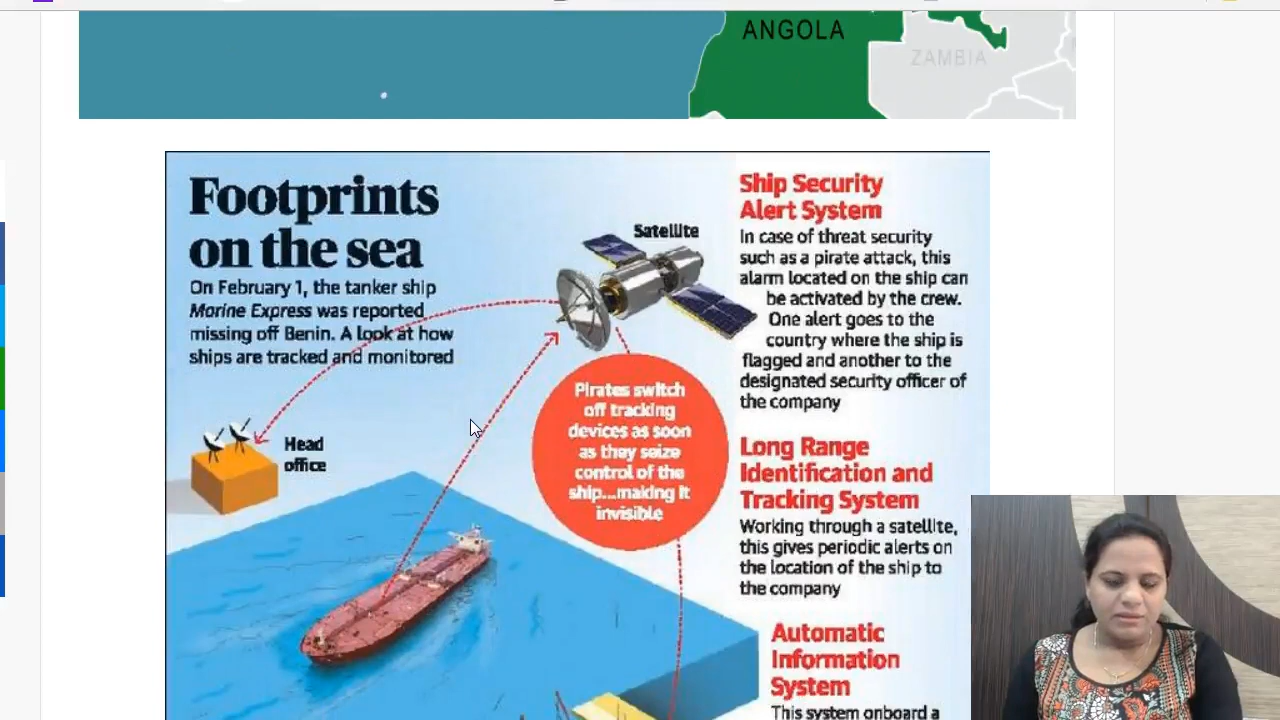 ANGOLA
ZAMBIA
Footprints
on the sea
On February 1, the tanker ship
Marine Express was reported
missing off Benin. A look at how
ships are tracked and monitored
Satellite
Head
office
Pirates switch
off tracking
devices as soon
as they seize
control of the
ship...making it
invisible
Ship Security
Alert System
In case of threat security
such as a pirate attack, this
alarm located on the ship can
be activated by the crew.
One alert goes to the
country where the ship is
flagged and another to the
designated security officer of
the company
Long Range
Identification and
Tracking System
Working through a satellite,
this gives periodic alerts on
the location of the ship to
the company
Automatic
Information
System
This system onboard a